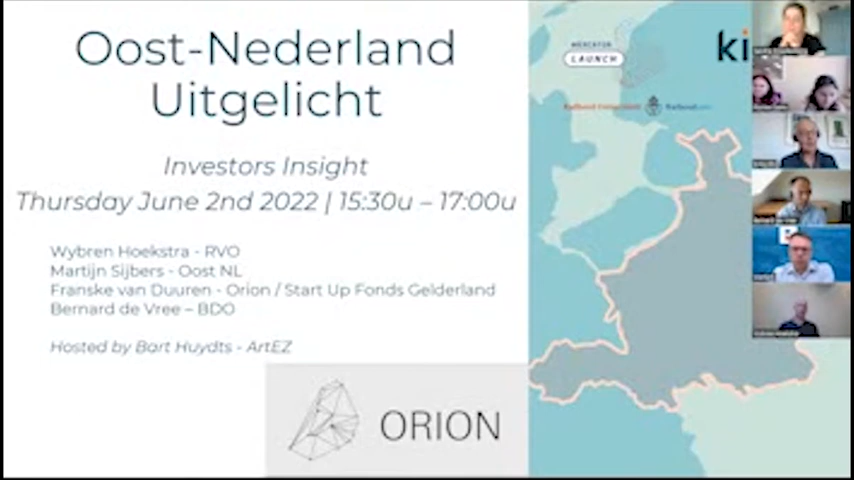 Oost-Nederland
Uitgelicht
Investors Insight
Thursday June 2nd 2022 | 15:30u – 17:00u
Wybren Hoekstra - RVO
Martijn Sijbers - Oost NL
Franske van Duuren - Orion / Start Up Fonds Gelderland
Bernard de Vree – BDO
Hosted by Bart Huydts - ArtEZ
ORION
MERCATOR
LAUNCH
ki
Radboud